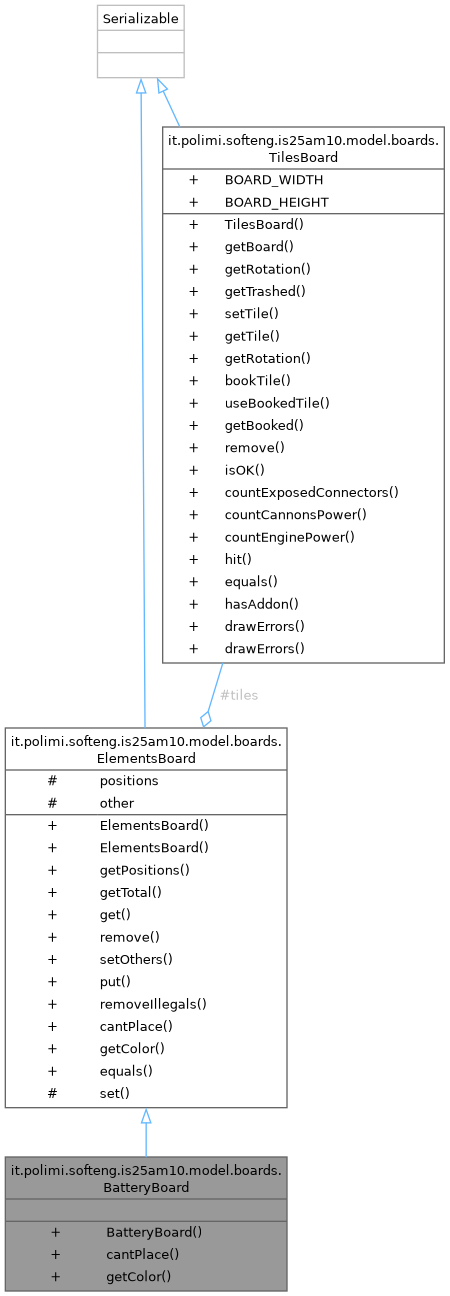 Serializable
it.polimi.softeng.is25am10.model.boards.
TilesBoard
+ BOARD_WIDTH
+ BOARD_HEIGHT
+ TilesBoard()
+ getBoard()
+ getRotation()
+ getTrashed()
+ setTile()
+ getTile()
+ getRotation()
+ bookTile()
+ useBookedTile()
+ getBooked()
+ remove()
+ isOK()
+ countExposedConnectors()
+ countCannonsPower()
+ countEnginePower()
+ hit()
+ equals()
+ hasAddon()
+ drawErrors()
+ drawErrors()
#tiles
it.polimi.softeng.is25am10.model.boards.
ElementsBoard
# positions
# other
+ ElementsBoard()
+ ElementsBoard()
+ getPositions()
+ getTotal()
+ get()
+ remove()
+ setOthers()
+ put()
+ removeIllegals()
+ cantPlace()
+ getColor()
+ equals()
# set()
it.polimi.softeng.is25am10.model.boards.
BatteryBoard
+ BatteryBoard()
+ cantPlace()
+ getColor()